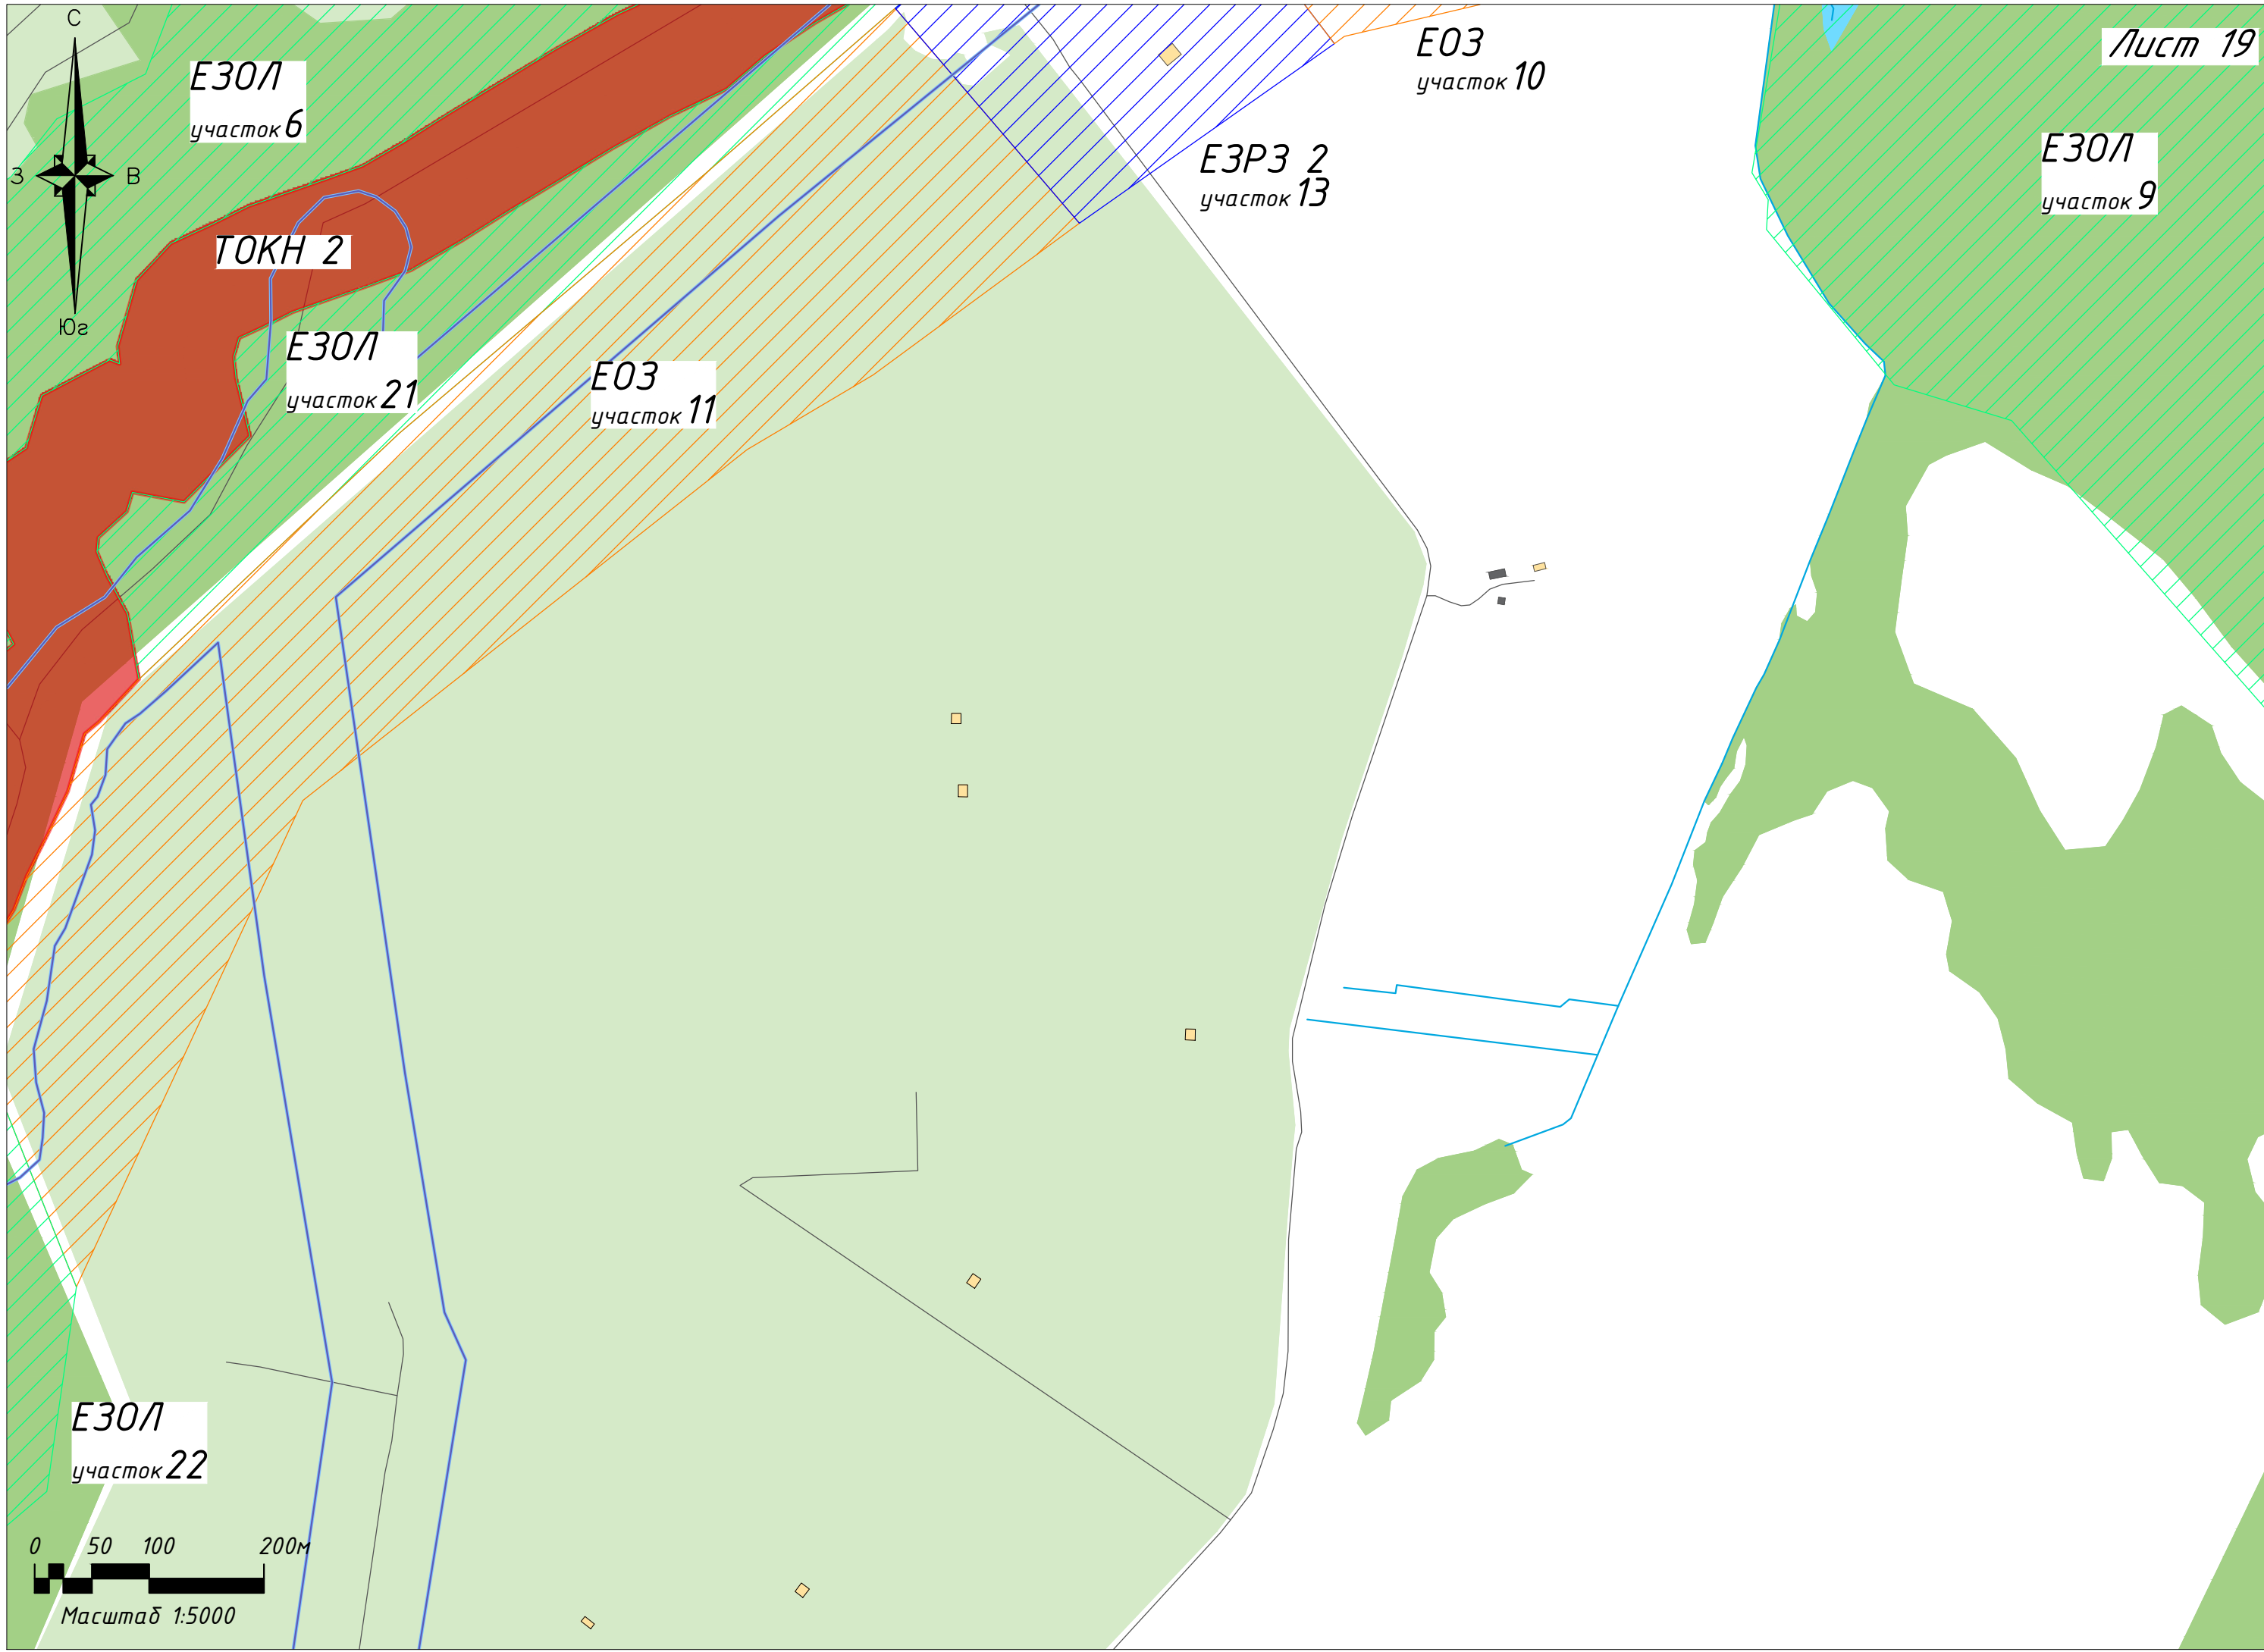 С
З
В
Юг
Лист 19
ЕЗОЛ
участок 6
ЕОЗ
участок 10
ЕЗРЗ 2
участок 13
ЕЗОЛ
участок 9
ТОКН 2
ЕЗОЛ
участок 21
ЕОЗ
участок 11
ЕЗОЛ
участок 22
0 50 100 200м
Масштаб 1:5000